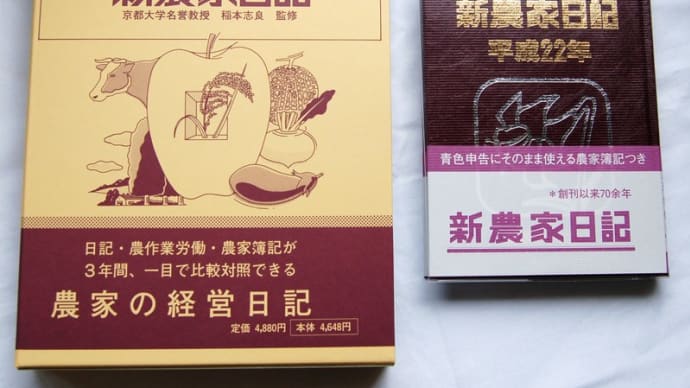 新農家日記
京都大学名誉教授 稲本志良 監修
日記・農作業労働・農家簿記が
3年間、一目で比較対照できる
農家の経営日記
定価 4,880円 本体 4,648円
新農家日記
平成22年
青色申告にそのまま使える農家簿記つき
*創刊以来70余年
新農家日記